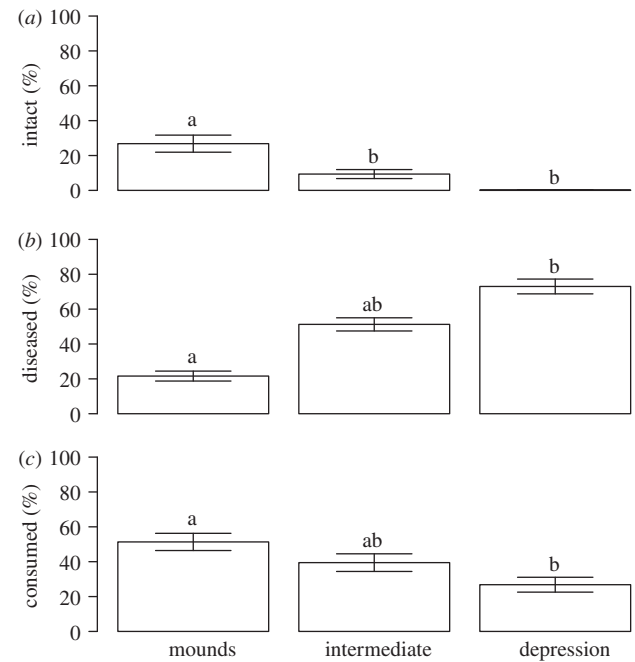 (a) 100
80
60
40
20
0
intact (%)
a
b
b
(b) 100
80
60
40
20
0
diseased (%)
a
ab
b
(c) 100
80
60
40
20
0
consumed (%)
a
ab
b
mounds intermediate depression